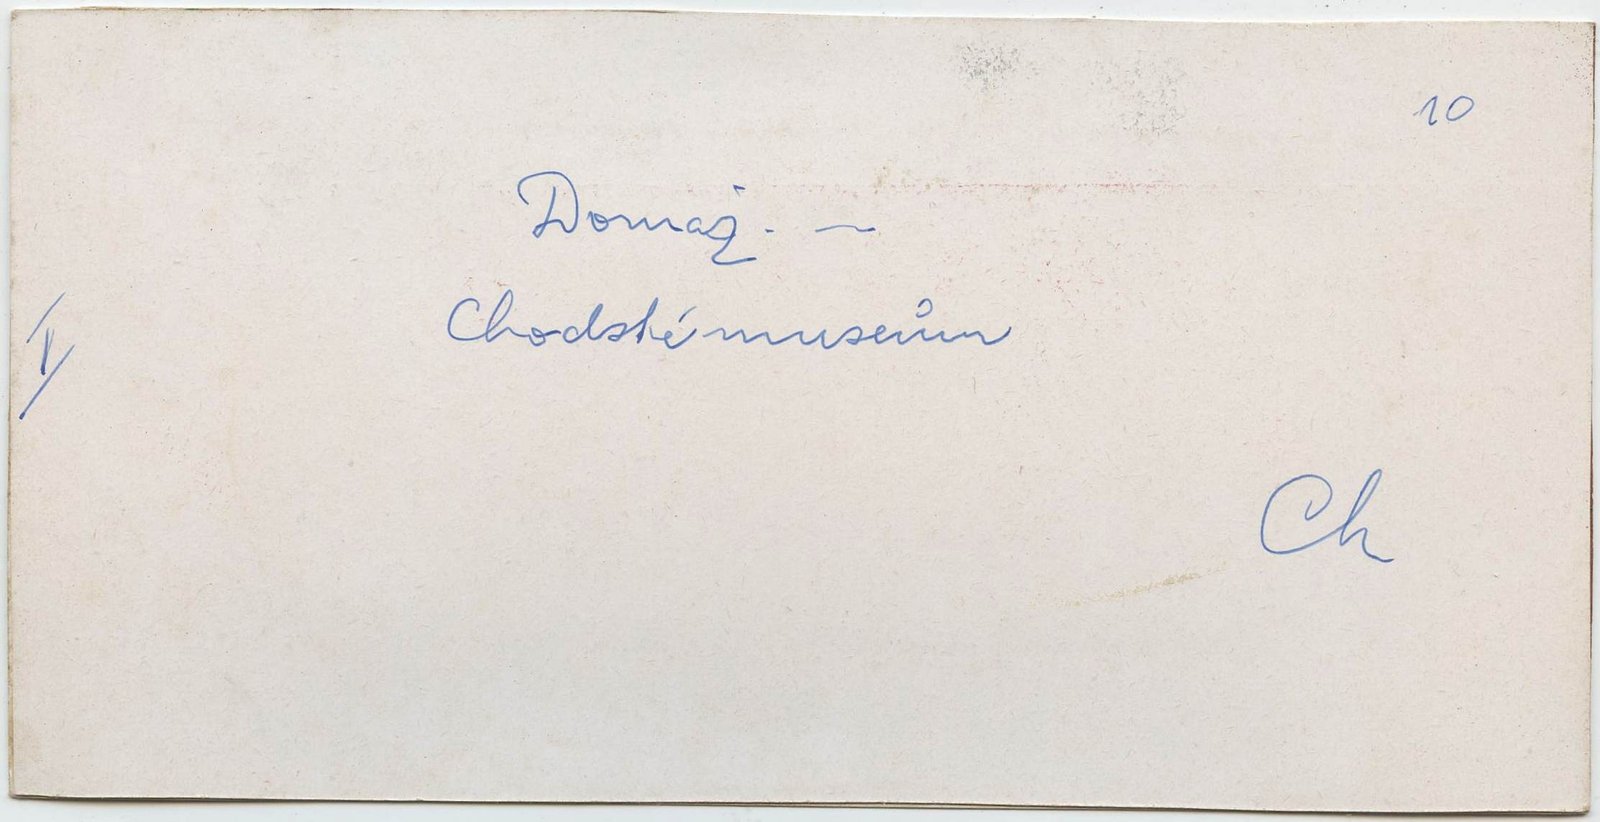 10
Domaž. —
Chodské museum
Ch